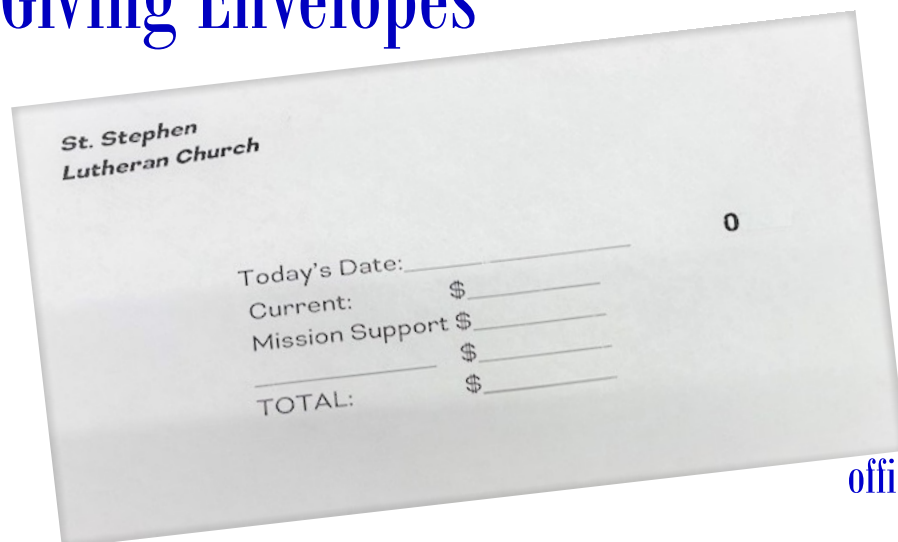 Giving Envelopes
St. Stephen
Lutheran Church
0
Today's Date:
Current: $
Mission Support $
$
TOTAL: $
offi